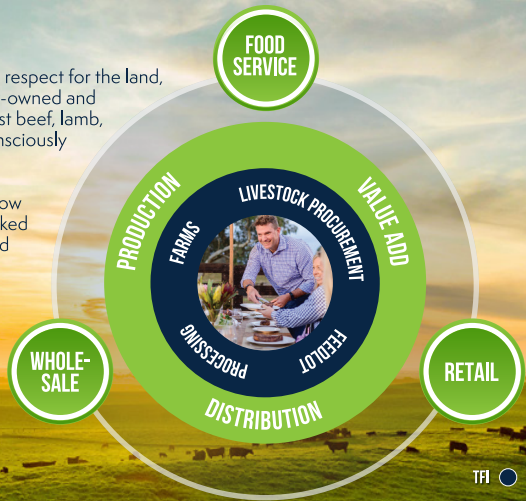 respect for the land,
-owned and
st beef, lamb,
nsciously
ow
ked
d
FOOD
SERVICE
PRODUCTION
VALUE ADD
DISTRIBUTION
LIVESTOCK PROCUREMENT
FARMS
FEEDLOT
PROCESSING
WHOLE-
SALE
RETAIL
TFI